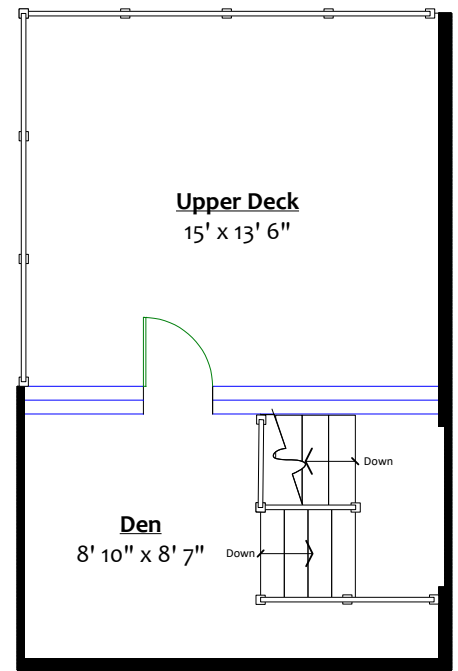 Upper Deck
15' x 13' 6"
Down
Den
8' 10" x 8' 7"
Down